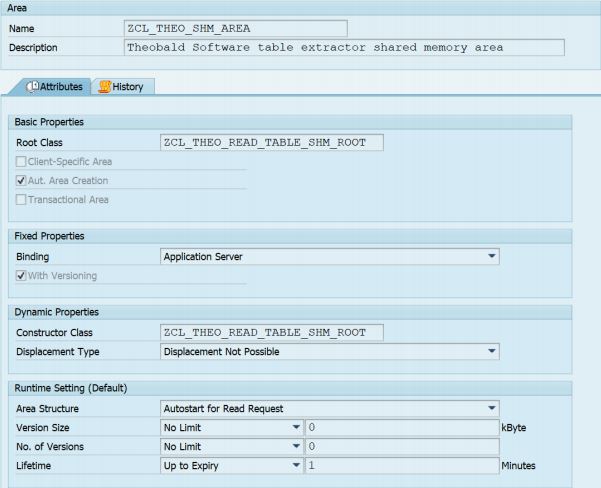 Area
Name ZCL_THEO_SHM_AREA
Description Theobald Software table extractor shared memory area
Attributes History
Basic Properties
Root Class ZCL_THEO_READ_TABLE_SHM_ROOT
Client-Specific Area
Aut. Area Creation
Transactional Area
Fixed Properties
Binding Application Server
With Versioning
Dynamic Properties
Constructor Class ZCL_THEO_READ_TABLE_SHM_ROOT
Displacement Type Displacement Not Possible
Runtime Setting (Default)
Area Structure Autostart for Read Request
Version Size No Limit 0 kByte
No. of Versions No Limit 0
Lifetime Up to Expiry 1 Minutes